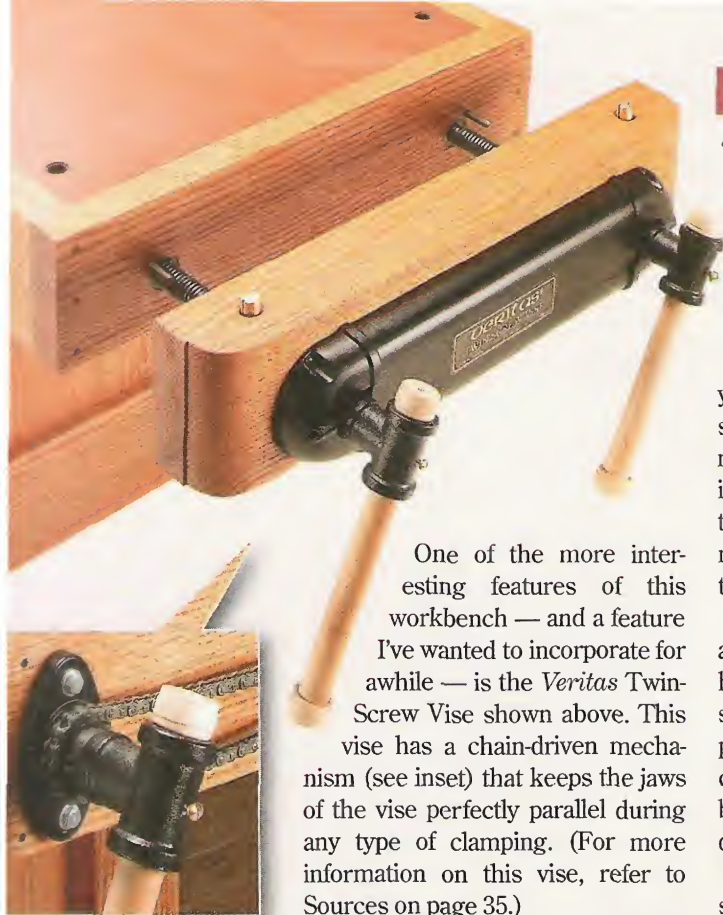 VERITAS
One of the more inter-
esting features of this
workbench — and a feature
I've wanted to incorporate for
awhile — is the Veritas Twin-
Screw Vise shown above. This
vise has a chain-driven mecha-
nism (see inset) that keeps the jaws
of the vise perfectly parallel during
any type of clamping. (For more
information on this vise, refer to
Sources on page 35.)